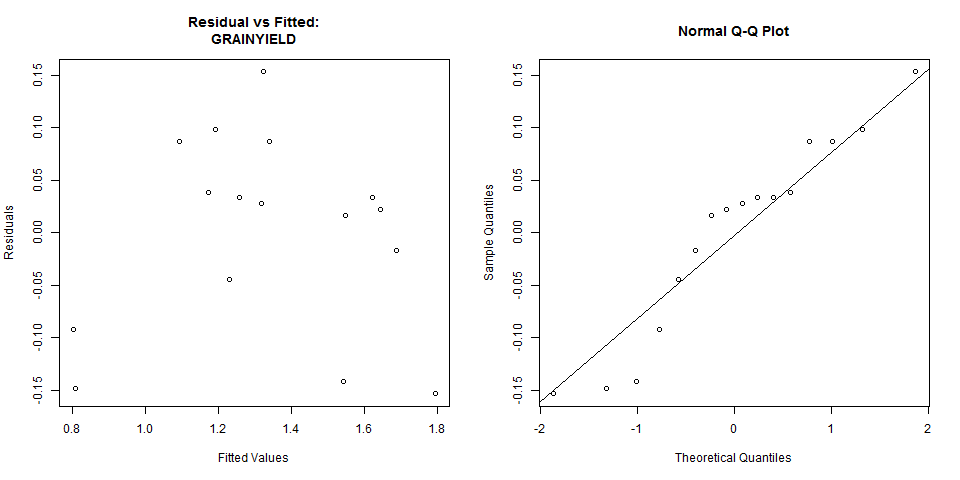 Residual vs Fitted:
GRAINYIELD
Residuals
0.15
0.10
0.05
0.00
-0.05
-0.10
-0.15
0.8 1.0 1.2 1.4 1.6 1.8
Fitted Values
Normal Q-Q Plot
Sample Quantiles
0.15
0.10
0.05
0.00
-0.05
-0.10
-0.15
-2 -1 0 1 2
Theoretical Quantiles